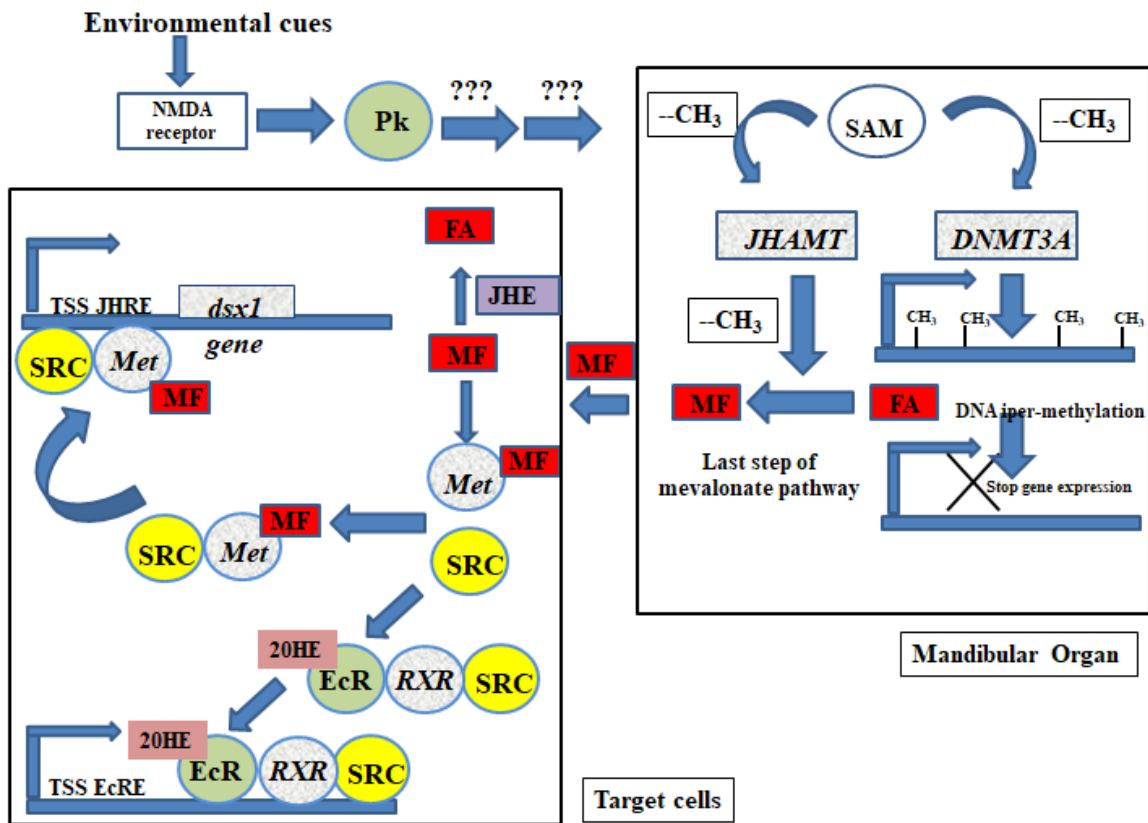 Environmental cues
NMDA
receptor
Pk
???
???
--CH3
SAM
--CH3
JHAMT
DNMT3A
--CH3
CH3
CH3
CH3
CH3
MF
FA
DNA iper-methylation
Last step of
mevalonate pathway
Stop gene expression
Mandibular Organ
FA
JHE
MF
MF
TSS JHRE
dsx1
gene
SRC
Met
MF
Met
MF
SRC
Met
MF
SRC
20HE
EcR
RXR
SRC
20HE
EcR
RXR
SRC
TSS EcRE
Target cells